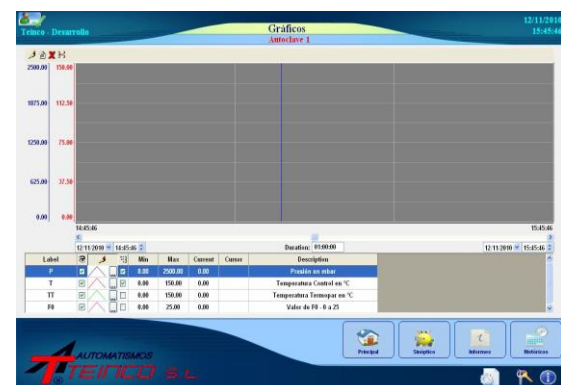 Teinco - Desarrollo
Gráficos
12/11/2010
15:45:46
Autoclave 1
2500.00 150.00
1875.00 112.50
1250.00 75.00
625.00 37.50
0.00 0.00
14:45:46 15:45:46
12/11/2010 14:45:46 Duration: 01:00:00 12/11/2010 15:45:46
Label Min Max Current Cursor Description
P 0.00 2500.00 0.00 Presión en mbar
T 0.00 150.00 0.00 Temperatura Control en °C
TT 0.00 150.00 0.00 Temperatura Termopar en °C
F0 0.00 25.00 0.00 Valor de F0 - 0 a 25
Principal Sinóptico Informes Históricos
AUTOMATISMOS
TEINCO S.L.